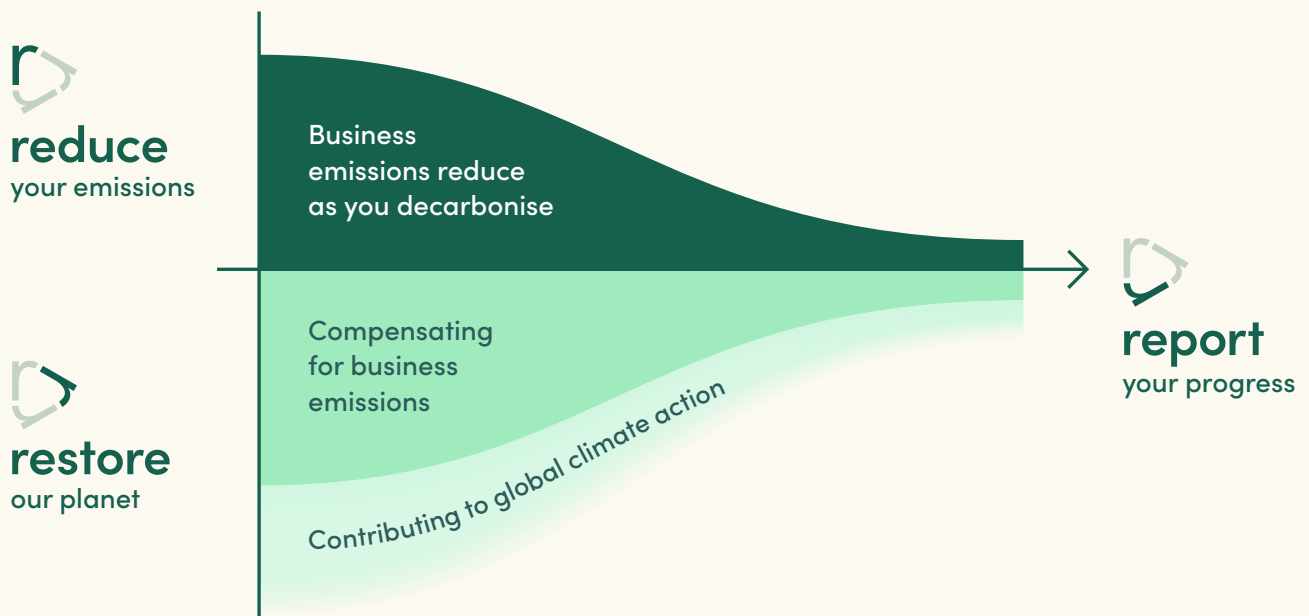 reduce
your emissions
Business
emissions reduce
as you decarbonise
restore
our planet
Compensating
for business
emissions
Contributing to global climate action
report
your progress